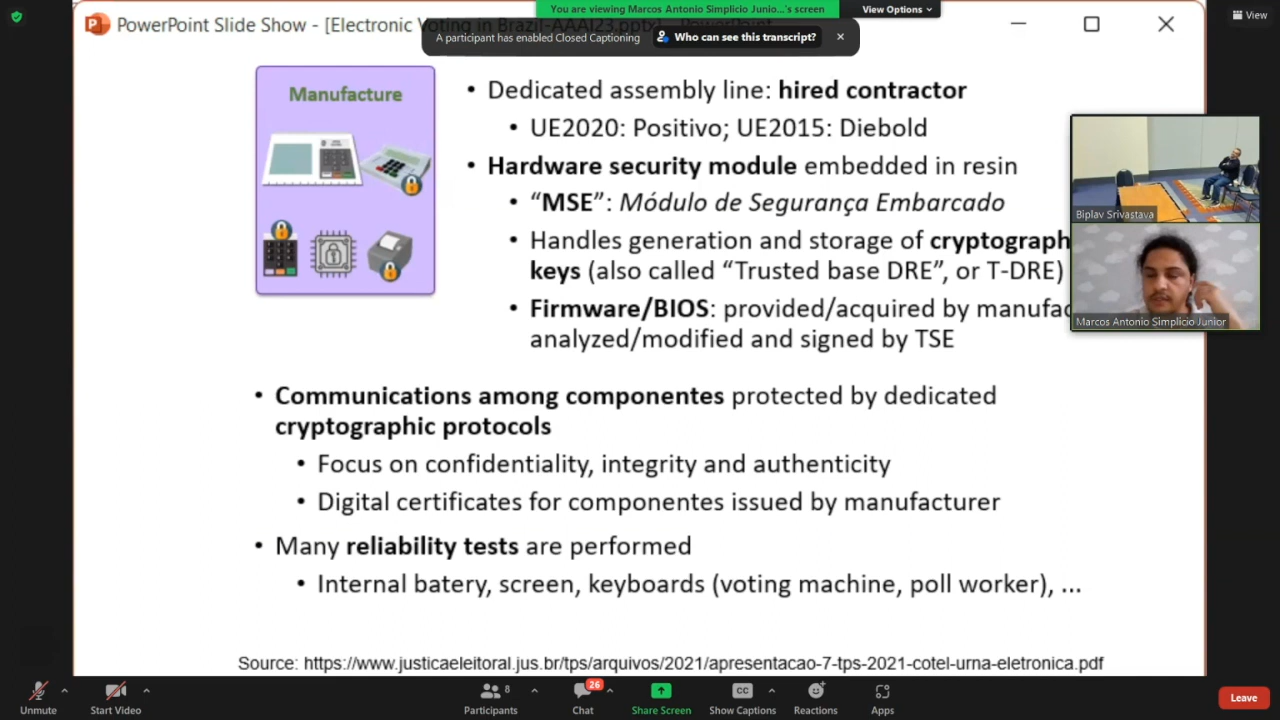 You are viewing Marcos Antonio Simplicio Junio...'s screen
View Options
PowerPoint Slide Show - [Electronic Voting in Brazil-AAAI23.pptx] - PowerPoint
A participant has enabled Closed Captioning
Who can see this transcript?
View
Manufacture
• Dedicated assembly line: hired contractor
• UE2020: Positivo; UE2015: Diebold
• Hardware security module embedded in resin
• “MSE”: Módulo de Segurança Embarcado
• Handles generation and storage of cryptograph
keys (also called “Trusted base DRE”, or T-DRE)
• Firmware/BIOS: provided/acquired by manufac
analyzed/modified and signed by TSE
Biplav Srivastava
Marcos Antonio Simplicio Junior
• Communications among componentes protected by dedicated
cryptographic protocols
• Focus on confidentiality, integrity and authenticity
• Digital certificates for componentes issued by manufacturer
• Many reliability tests are performed
• Internal batery, screen, keyboards (voting machine, poll worker), ...
Source: https://www.justicaeleitoral.jus.br/tps/arquivos/2021/apresentacao-7-tps-2021-cotel-urna-eletronica.pdf
Unmute
Start Video
8
Participants
26
Chat
Share Screen
CC
Show Captions
Reactions
Apps
Leave